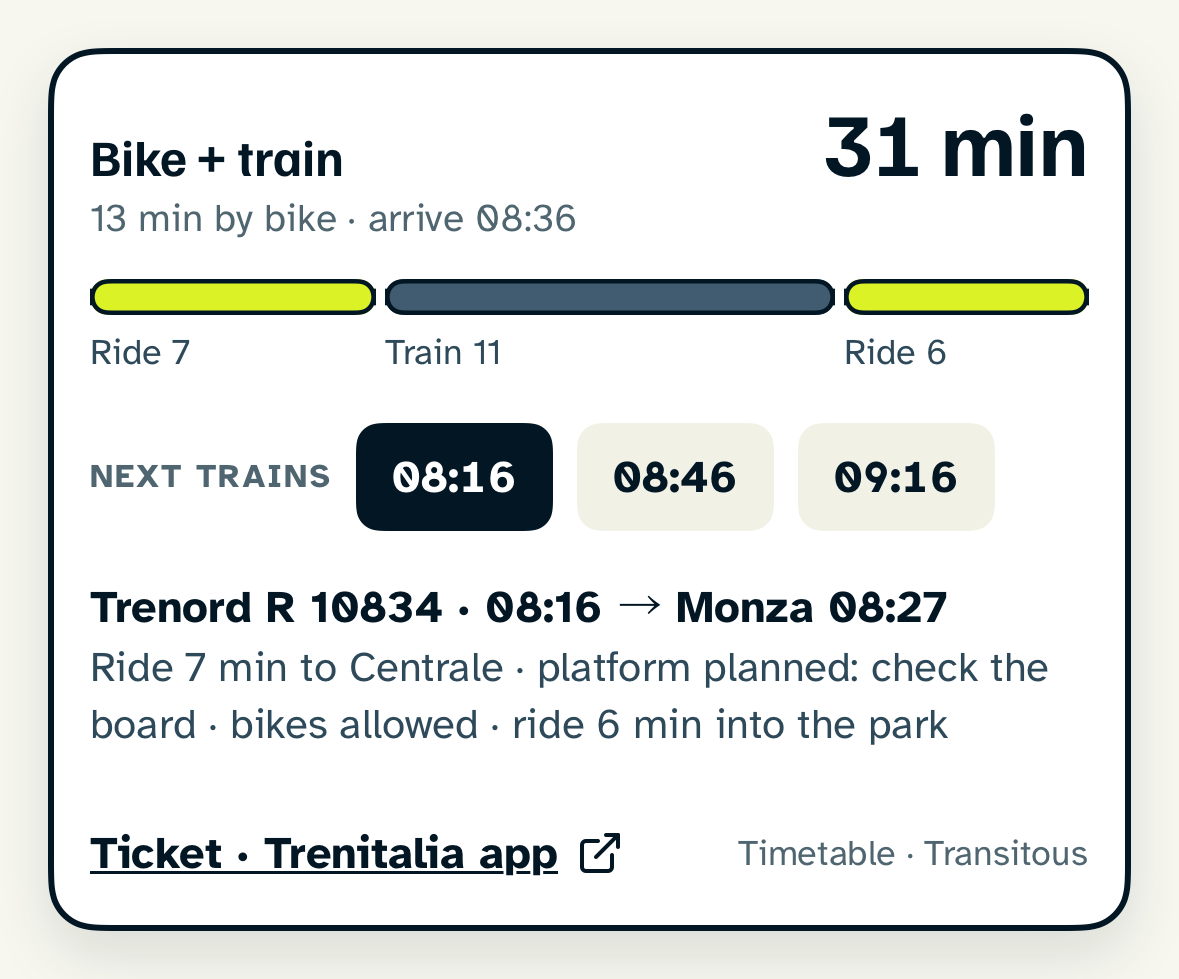 Bike + train
31 min
13 min by bike · arrive 08:36
Ride 7
Train 11
Ride 6
NEXT TRAINS
08:16
08:46
09:16
Trenord R 10834 · 08:16 → Monza 08:27
Ride 7 min to Centrale · platform planned: check the
board · bikes allowed · ride 6 min into the park
Ticket · Trenitalia app
Timetable · Transitous